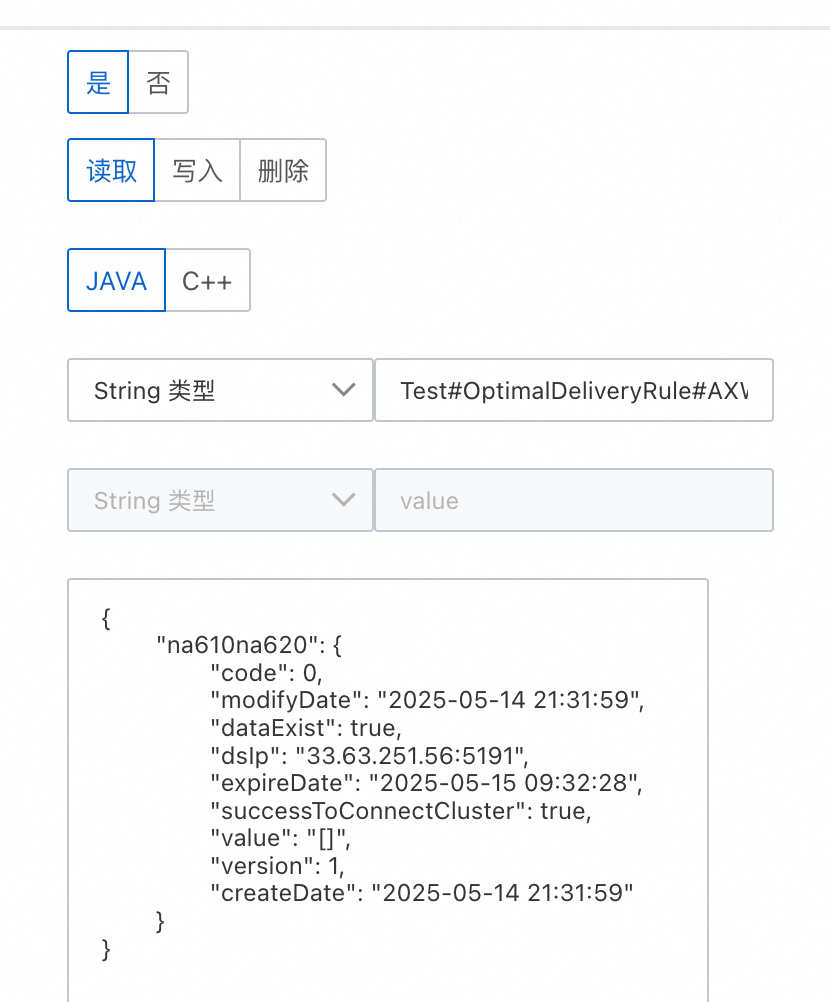 是 否
读取 写入 删除
JAVA C++
String 类型 Test#OptimalDeliveryRule#AXV
String 类型 value
{
"na610na620": {
"code": 0,
"modifyDate": "2025-05-14 21:31:59",
"dataExist": true,
"dsIp": "33.63.251.56:5191",
"expireDate": "2025-05-15 09:32:28",
"successToConnectCluster": true,
"value": "[]",
"version": 1,
"createDate": "2025-05-14 21:31:59"
}
}